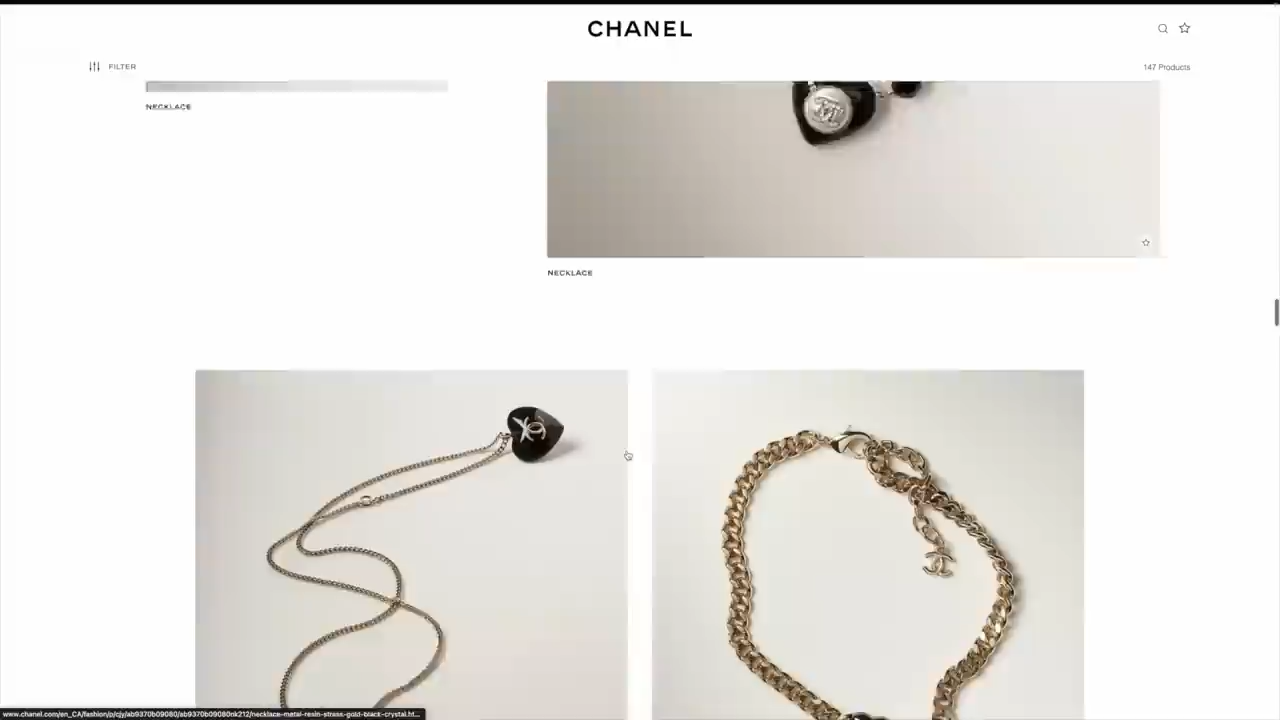 CHANEL
FILTER
147 Products
NECKLACE
NECKLACE
www.chanel.com/en_CA/fashion/p/cjy/ab9370b09080/ab9370b09080nk212/necklace-metal-resin-strass-gold-black-crystal.ht...